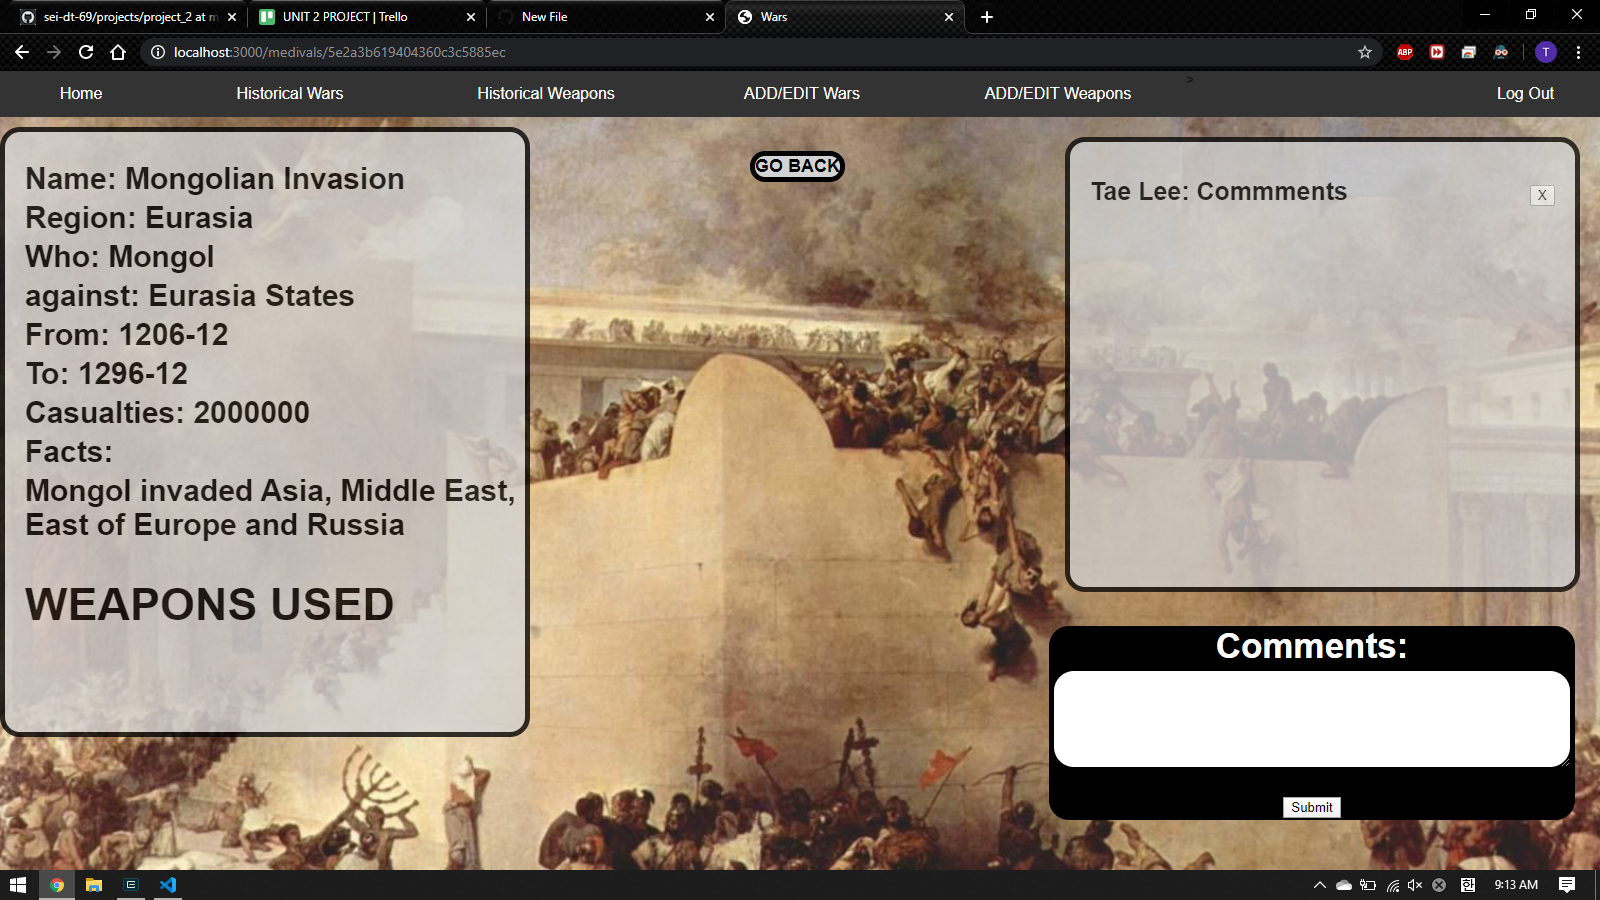 sei-dt-69/projects/project_2 at m
UNIT 2 PROJECT | Trello
New File
Wars
localhost:3000/medivals/5e2a3b619404360c3c5885ec
ABP
T
>
Home
Historical Wars
Historical Weapons
ADD/EDIT Wars
ADD/EDIT Weapons
Log Out
Name: Mongolian Invasion
Region: Eurasia
Who: Mongol
against: Eurasia States
From: 1206-12
To: 1296-12
Casualties: 2000000
Facts:
Mongol invaded Asia, Middle East,
East of Europe and Russia
WEAPONS USED
GO BACK
Tae Lee: Commments
X
Comments:
Submit
한
9:13 AM